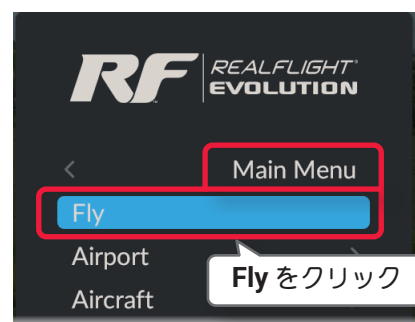 RF REALFLIGHT
EVOLUTION
< Main Menu
Fly
Airport
Aircraft
Fly をクリック